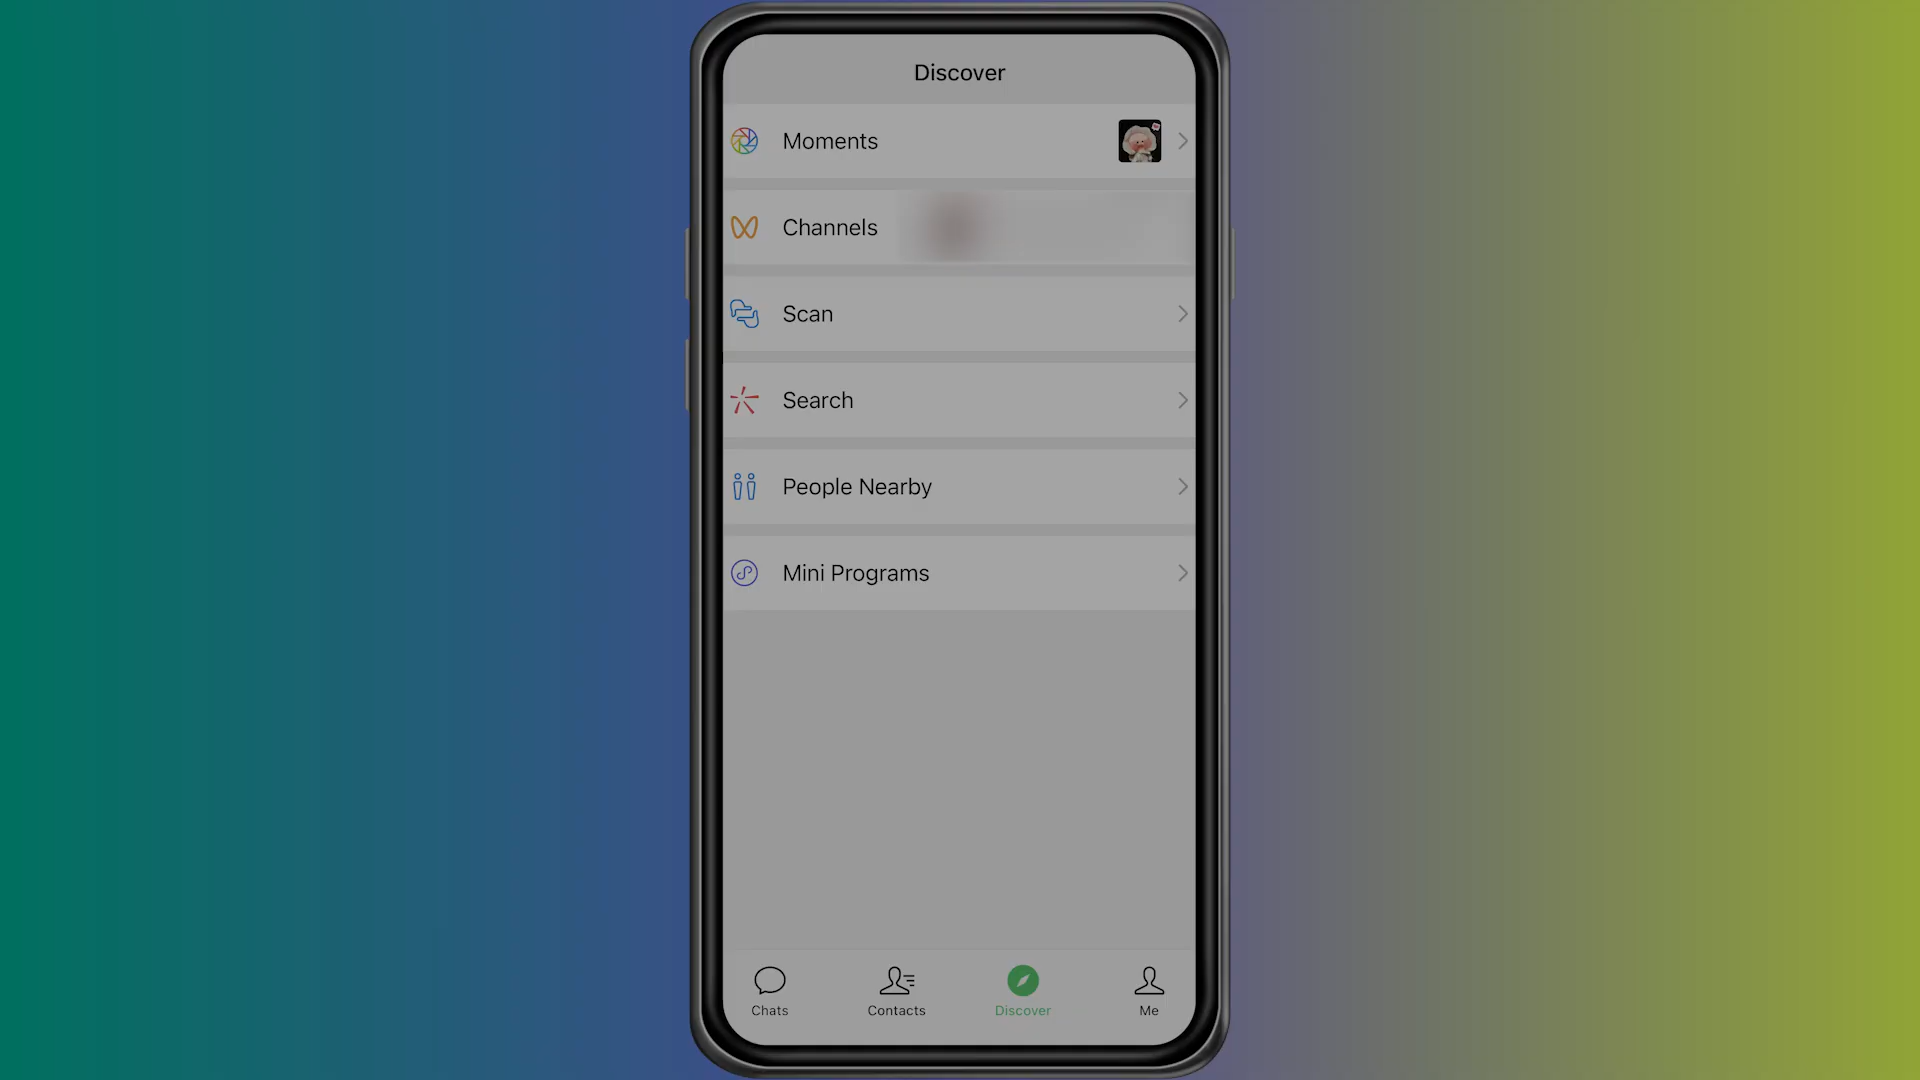 Discover
Moments
Channels
Scan
Search
People Nearby
Mini Programs
Chats
Contacts
Discover
Me